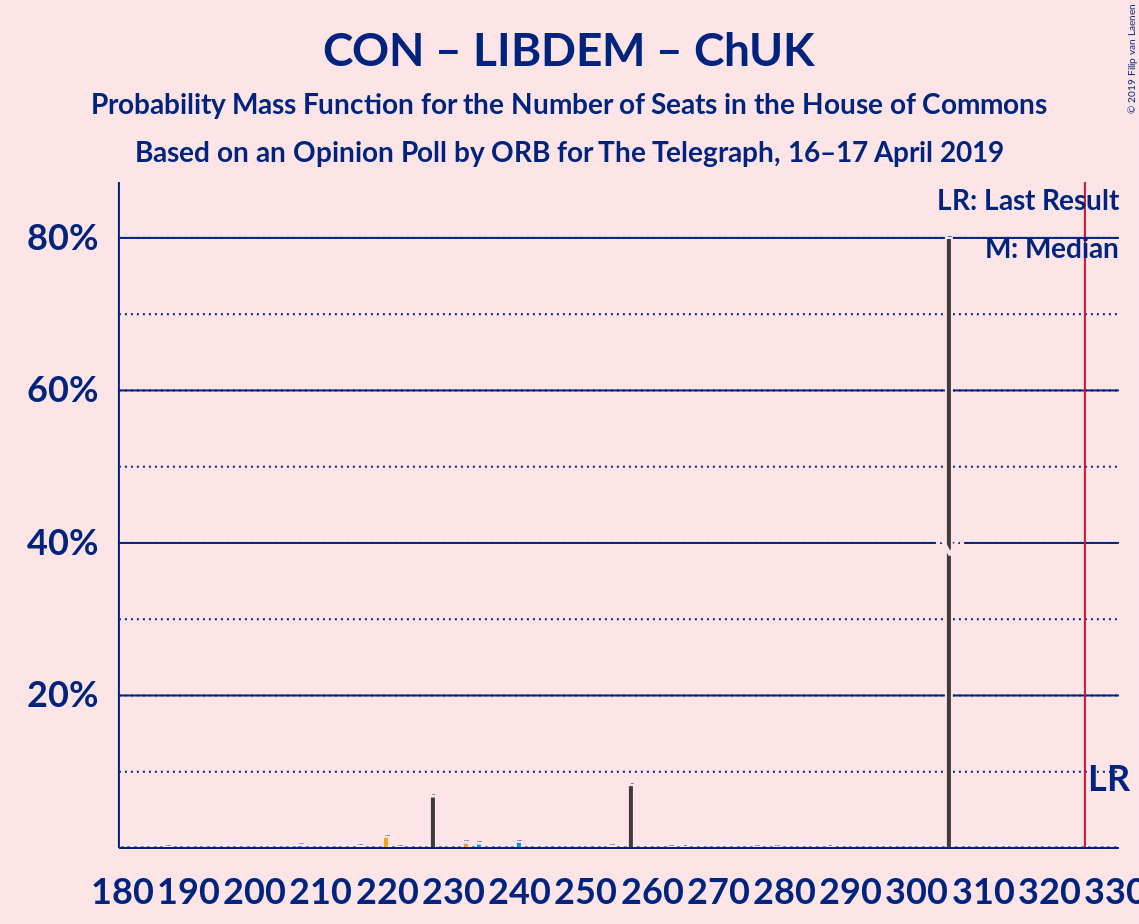 CON – LIBDEM – ChUK
Probability Mass Function for the Number of Seats in the House of Commons
Based on an Opinion Poll by ORB for The Telegraph, 16–17 April 2019
© 2019 Filip van Laenen
LR: Last Result
M: Median
80%
60%
40%
20%
LR
180 190 200 210 220 230 240 250 260 270 280 290 300 310 320 330